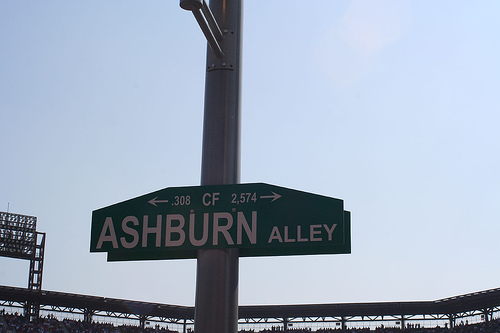 ← .308 CF 2,574 →
ASHBURN ALLEY